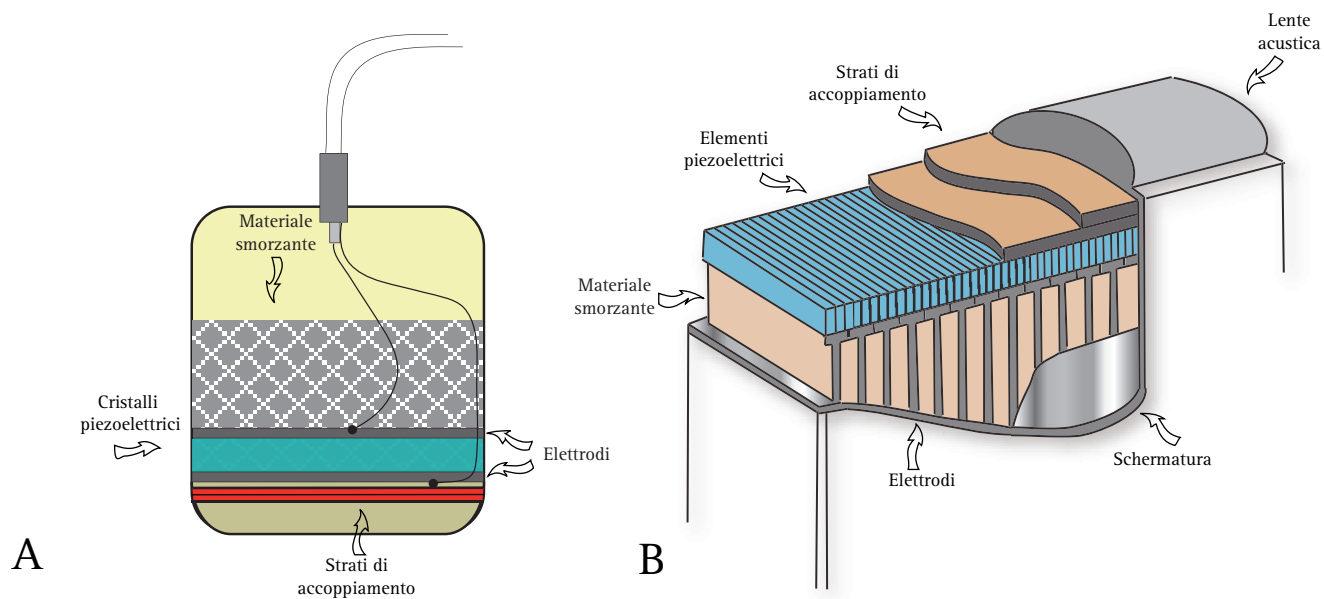 Materiale
smorzante
Cristalli
piezoelettrici
Elettrodi
Strati di
accoppiamento
A
Lente
acustica
Strati di
accoppiamento
Elementi
piezoelettrici
Materiale
smorzante
Schermatura
Elettrodi
B